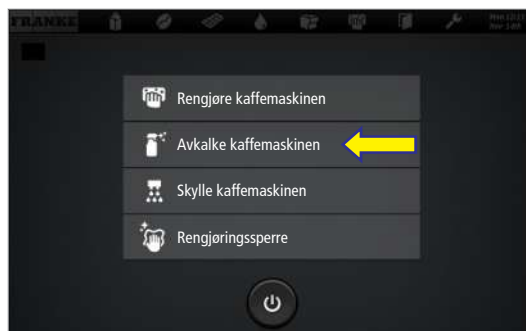 FRANKE
Rengjøre kaffemaskinen
Avkalke kaffemaskinen
Skylle kaffemaskinen
Rengjøringssperre